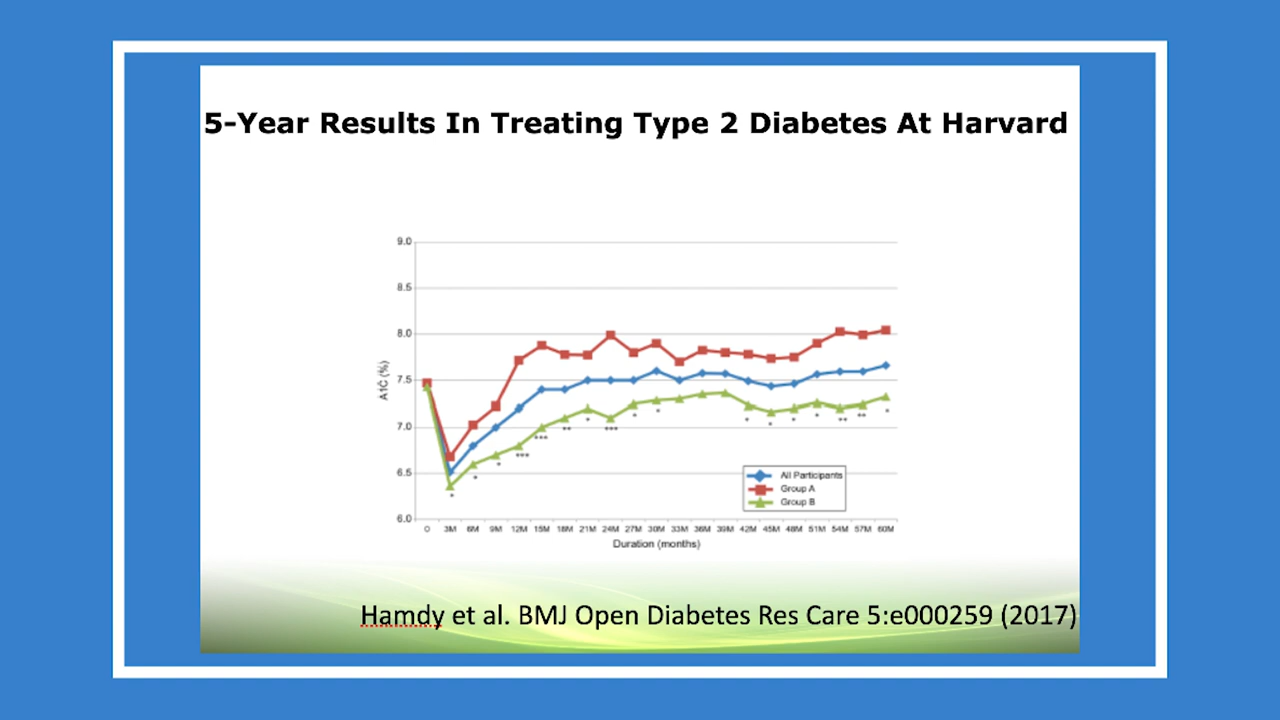 5-Year Results In Treating Type 2 Diabetes At Harvard
9.0
8.5
8.0
7.5
7.0
6.5
6.0
A1C (%)
* * * *** *** ** * *** * * * * * * ** ** *
All Participants
Group A
Group B
0 3M 6M 9M 12M 15M 18M 21M 24M 27M 30M 33M 36M 39M 42M 45M 48M 51M 54M 57M 60M
Duration (months)
Hamdy et al. BMJ Open Diabetes Res Care 5:e000259 (2017)